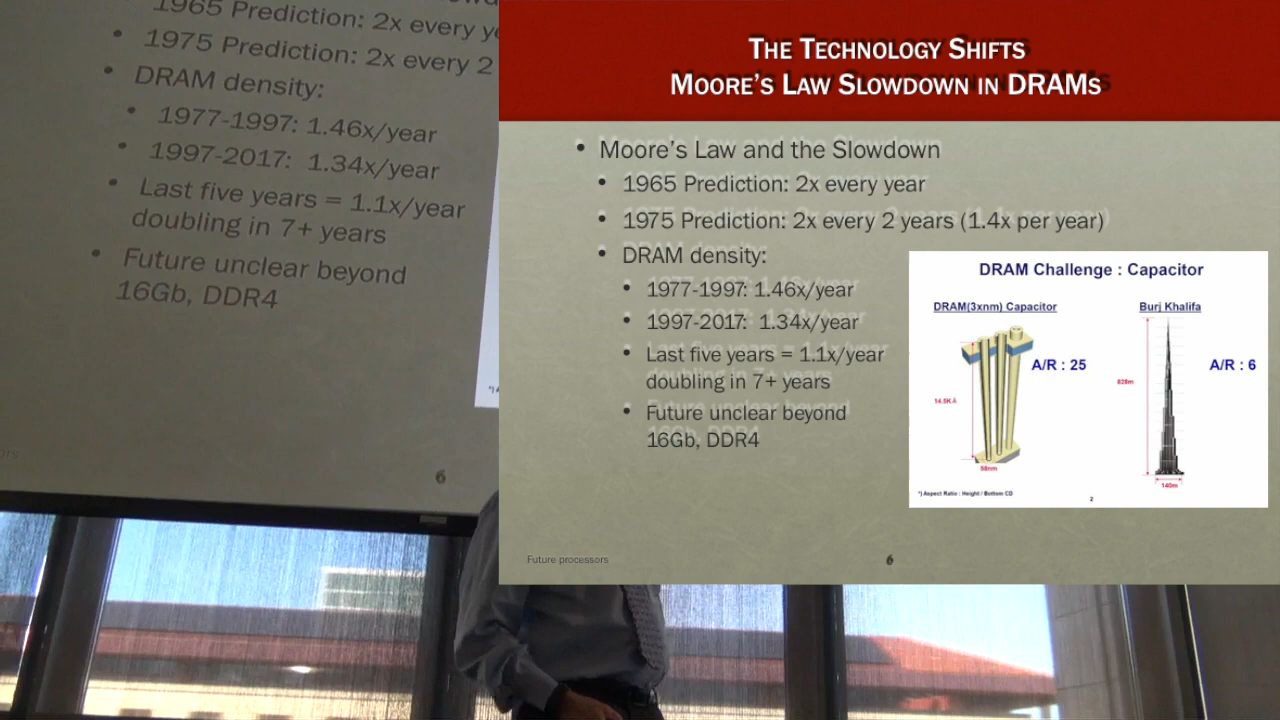 1965 Prediction: 2x every
1975 Prediction: 2x every 2
DRAM density:
1977-1997: 1.46x/year
1997-2017: 1.34x/year
Last five years = 1.1x/year
doubling in 7+ years
Future unclear beyond
16Gb, DDR4
6
THE TECHNOLOGY SHIFTS
MOORE'S LAW SLOWDOWN IN DRAMS
• Moore's Law and the Slowdown
• 1965 Prediction: 2x every year
• 1975 Prediction: 2x every 2 years (1.4x per year)
• DRAM density:
• 1977-1997: 1.46x/year
• 1997-2017: 1.34x/year
• Last five years = 1.1x/year
doubling in 7+ years
• Future unclear beyond
16Gb, DDR4
DRAM Challenge : Capacitor
DRAM(3xnm) Capacitor
Burj Khalifa
A/R : 25
A/R : 6
828m
14.5KÅ
58nm
140m
*) Aspect Ratio : Height / Bottom CD
2
Future processors
6